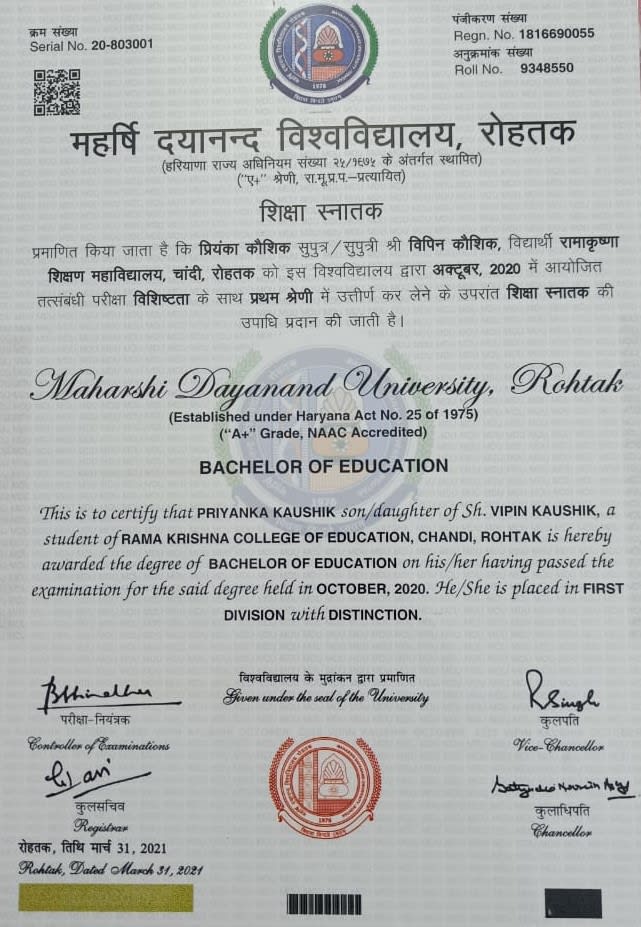 क्रम संख्या
Serial No. 20-803001
पंजीकरण संख्या
Regn. No. 1816690055
अनुक्रमांक संख्या
Roll No. 9348550
1976
महर्षि दयानन्द विश्वविद्यालय, रोहतक
(हरियाणा राज्य अधिनियम संख्या २५/१९७५ के अंतर्गत स्थापित)
("ए+" श्रेणी, रा.मू.प्र.प.–प्रत्यायित)
शिक्षा स्नातक
प्रमाणित किया जाता है कि प्रियंका कौशिक सुपुत्र/सुपुत्री श्री विपिन कौशिक, विद्यार्थी रामाकृष्णा
शिक्षण महाविद्यालय, चांदी, रोहतक को इस विश्वविद्यालय द्वारा अक्टूबर, 2020 में आयोजित
तत्संबंधी परीक्षा विशिष्टता के साथ प्रथम श्रेणी में उत्तीर्ण कर लेने के उपरांत शिक्षा स्नातक की
उपाधि प्रदान की जाती है।
Maharshi Dayanand University, Rohtak
(Established under Haryana Act No. 25 of 1975)
("A+" Grade, NAAC Accredited)
BACHELOR OF EDUCATION
This is to certify that PRIYANKA KAUSHIK son/daughter of Sh. VIPIN KAUSHIK, a
student of RAMA KRISHNA COLLEGE OF EDUCATION, CHANDI, ROHTAK is hereby
awarded the degree of BACHELOR OF EDUCATION on his/her having passed the
examination for the said degree held in OCTOBER, 2020. He/She is placed in FIRST
DIVISION with DISTINCTION.
विश्वविद्यालय के मुद्रांकन द्वारा प्रमाणित
Given under the seal of the University
परीक्षा-नियंत्रक
Controller of Examinations
RSingh
कुलपति
Vice-Chancellor
1976
कुलसचिव
Registrar
कुलाधिपति
Chancellor
रोहतक, तिथि मार्च 31, 2021
Rohtak, Dated March 31, 2021